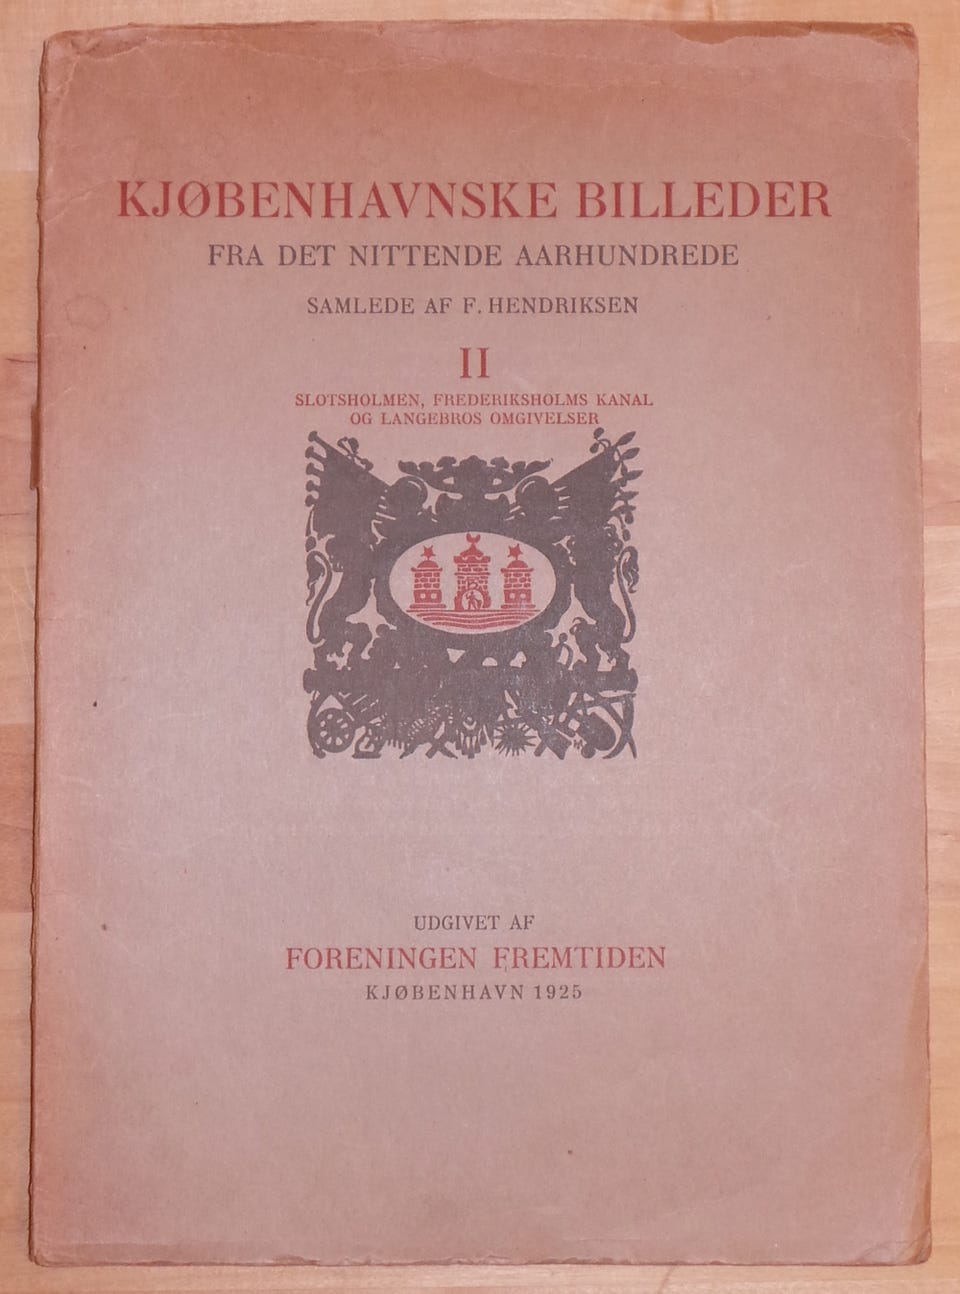 KJØBENHAVNSKE BILLEDER
FRA DET NITTENDE AARHUNDREDE
SAMLEDE AF F. HENDRIKSEN
II
SLOTSHOLMEN, FREDERIKSHOLMS KANAL
OG LANGEBROS OMGIVELSER
UDGIVET AF
FORENINGEN FREMTIDEN
KJØBENHAVN 1925